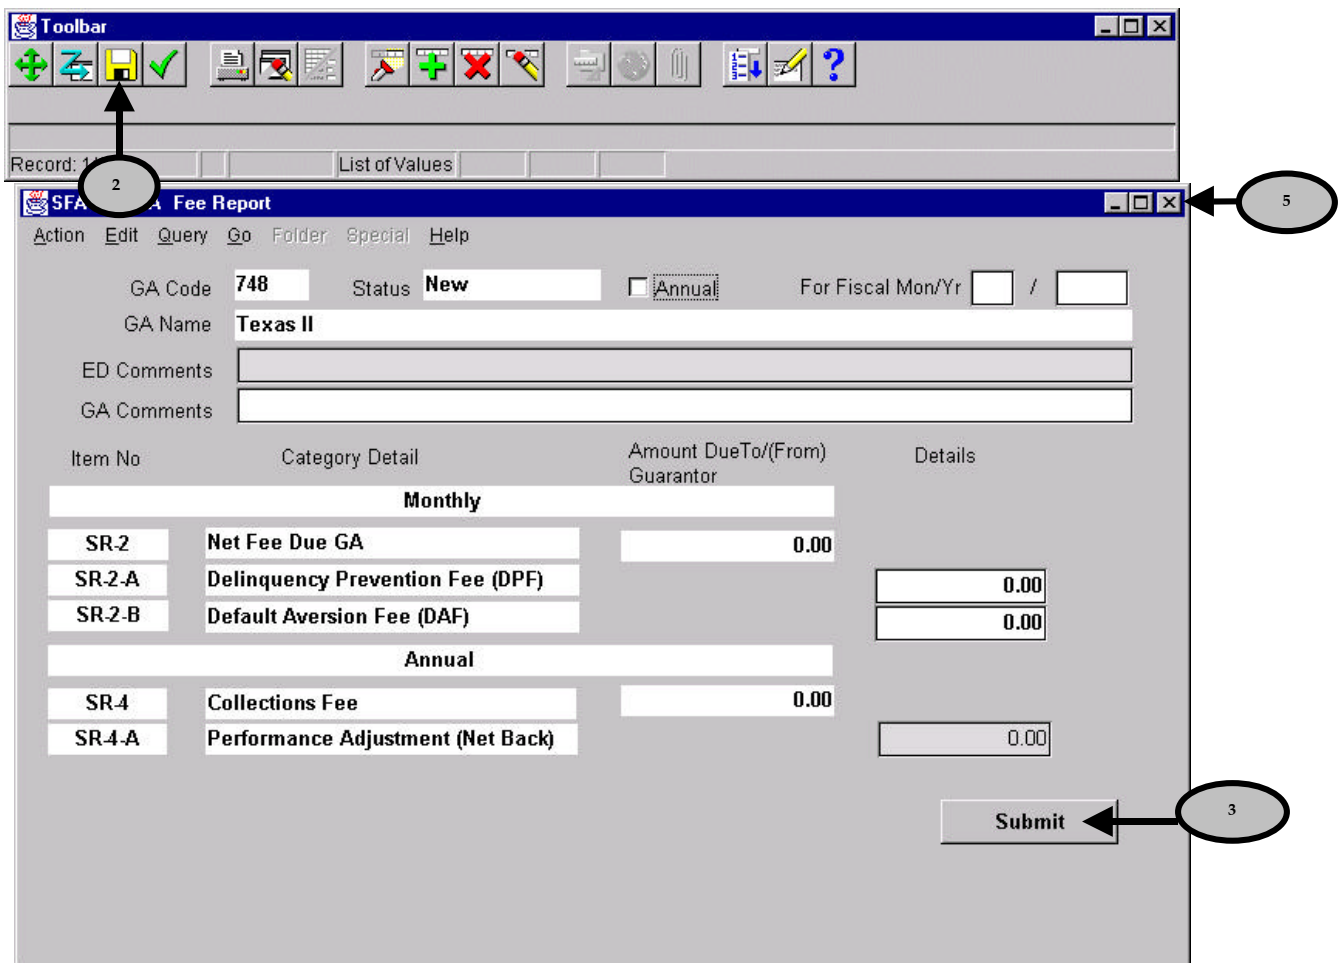 Toolbar
Record: 1
List of Values
2
SFA A Fee Report
5
Action Edit Query Go Folder Special Help
GA Code 748 Status New Annual For Fiscal Mon/Yr /
GA Name Texas II
ED Comments
GA Comments
Item No Category Detail Amount DueTo/(From) Details
Guarantor
Monthly
SR-2 Net Fee Due GA 0.00
SR-2-A Delinquency Prevention Fee (DPF) 0.00
SR-2-B Default Aversion Fee (DAF) 0.00
Annual
SR-4 Collections Fee 0.00
SR-4-A Performance Adjustment (Net Back) 0.00
Submit
3